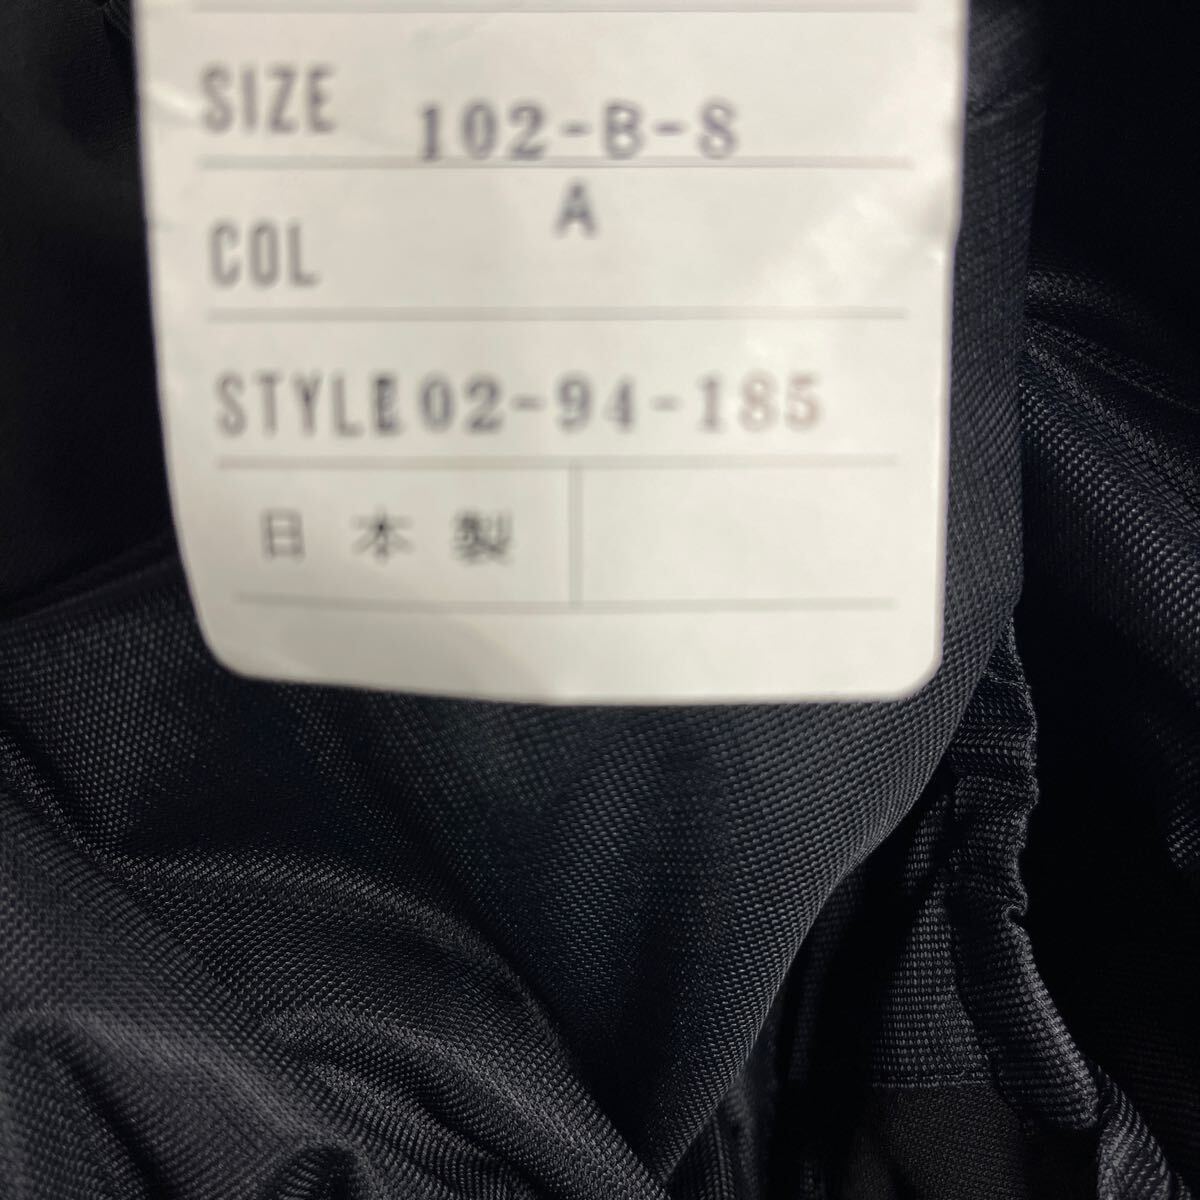 SIZE 102-B-S
A
COL
STYLE 02-94-185
日本製